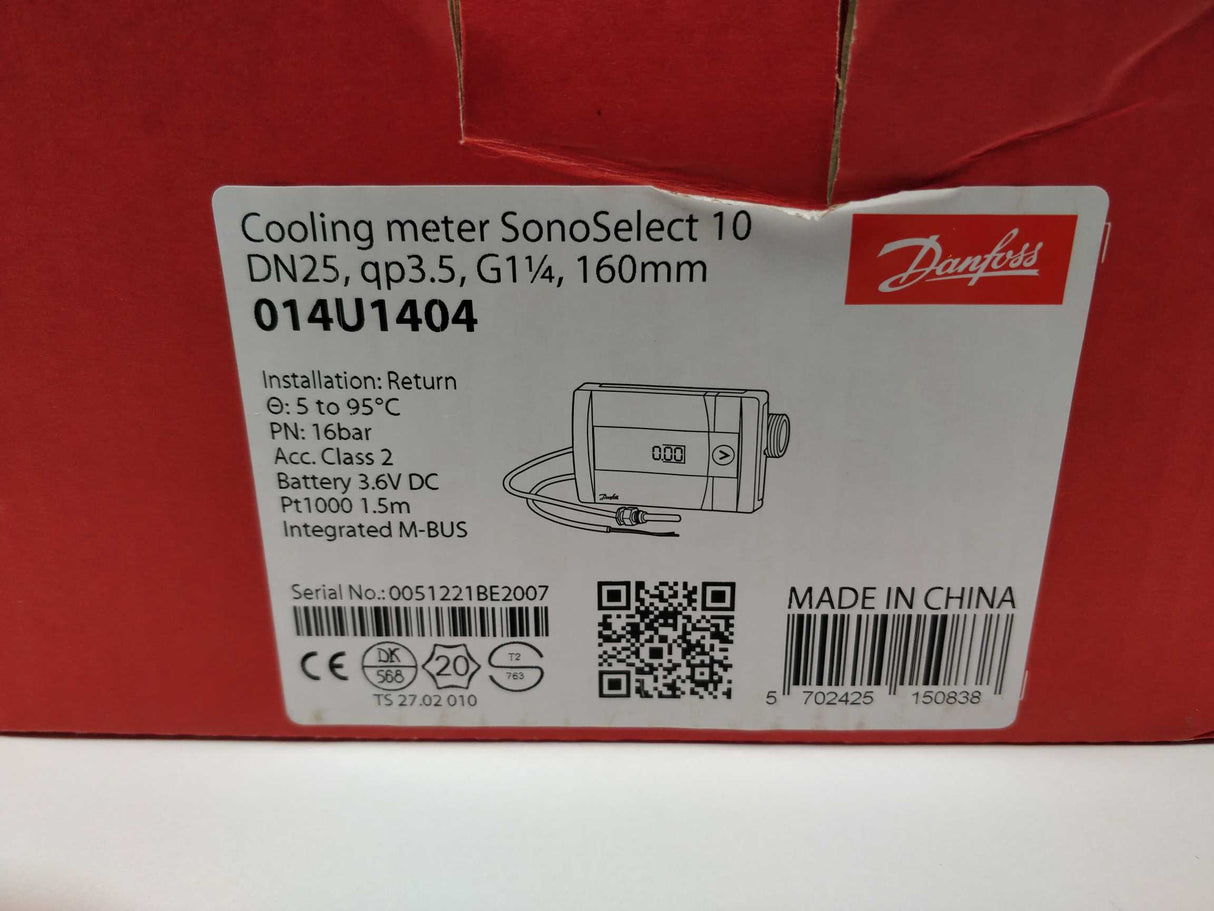 Cooling meter SonoSelect 10
DN25, qp3.5, G1¼, 160mm
014U1404
Danfoss
Installation: Return
Θ: 5 to 95°C
PN: 16bar
Acc. Class 2
Battery 3.6V DC
Pt1000 1.5m
Integrated M-BUS
0.00
Danfoss
Serial No.: 0051221BE2007
MADE IN CHINA
CE DK 568 20 T2 763
TS 27.02 010
5 702425 150838